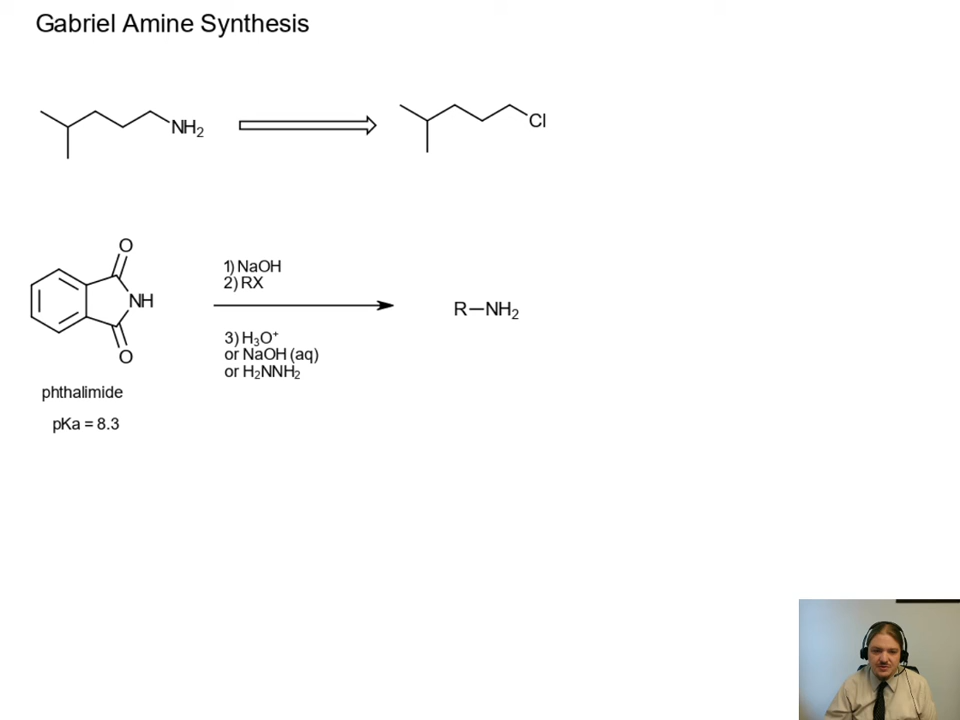 Gabriel Amine Synthesis
NH₂
Cl
O
NH
O
phthalimide
pKa = 8.3
1) NaOH
2) RX
3) H₃O⁺
or NaOH (aq)
or H₂NNH₂
R–NH₂